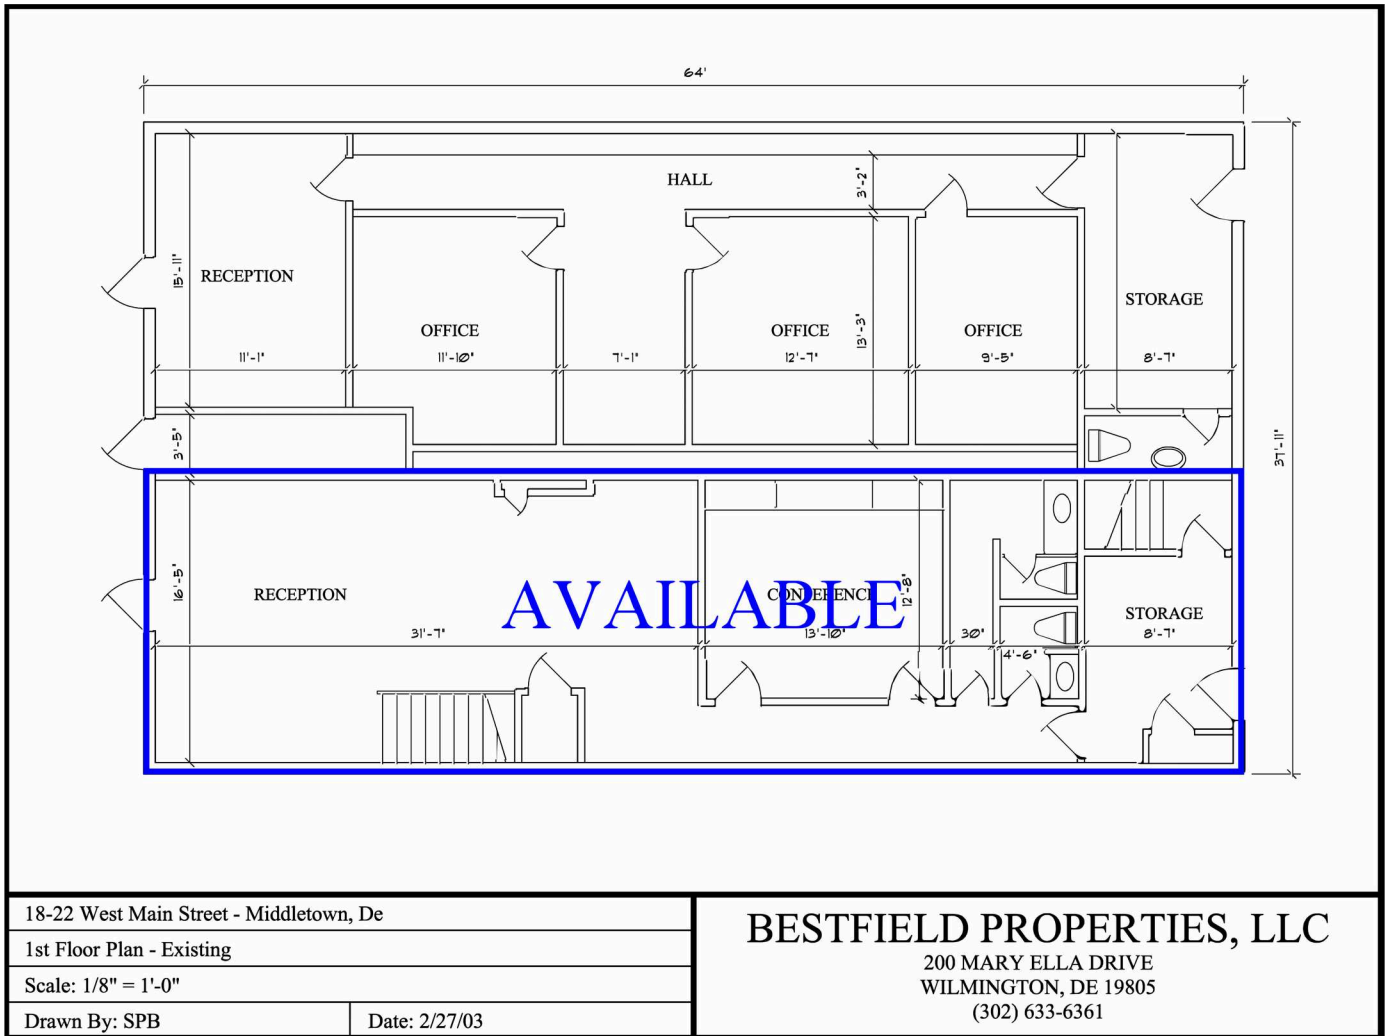 64'
HALL
3'-2"
RECEPTION
15'-11"
11'-1"
OFFICE
11'-10"
7'-1"
OFFICE
12'-7"
13'-3"
OFFICE
9'-5"
STORAGE
8'-7"
3'-5"
37'-11"
RECEPTION
16'-5"
31'-7"
AVAILABLE
CONFERENCE
13'-10"
12'-8"
30"
4'-6"
STORAGE
8'-7"
18-22 West Main Street - Middletown, De
1st Floor Plan - Existing
Scale: 1/8" = 1'-0"
Drawn By: SPB
Date: 2/27/03
BESTFIELD PROPERTIES, LLC
200 MARY ELLA DRIVE
WILMINGTON, DE 19805
(302) 633-6361